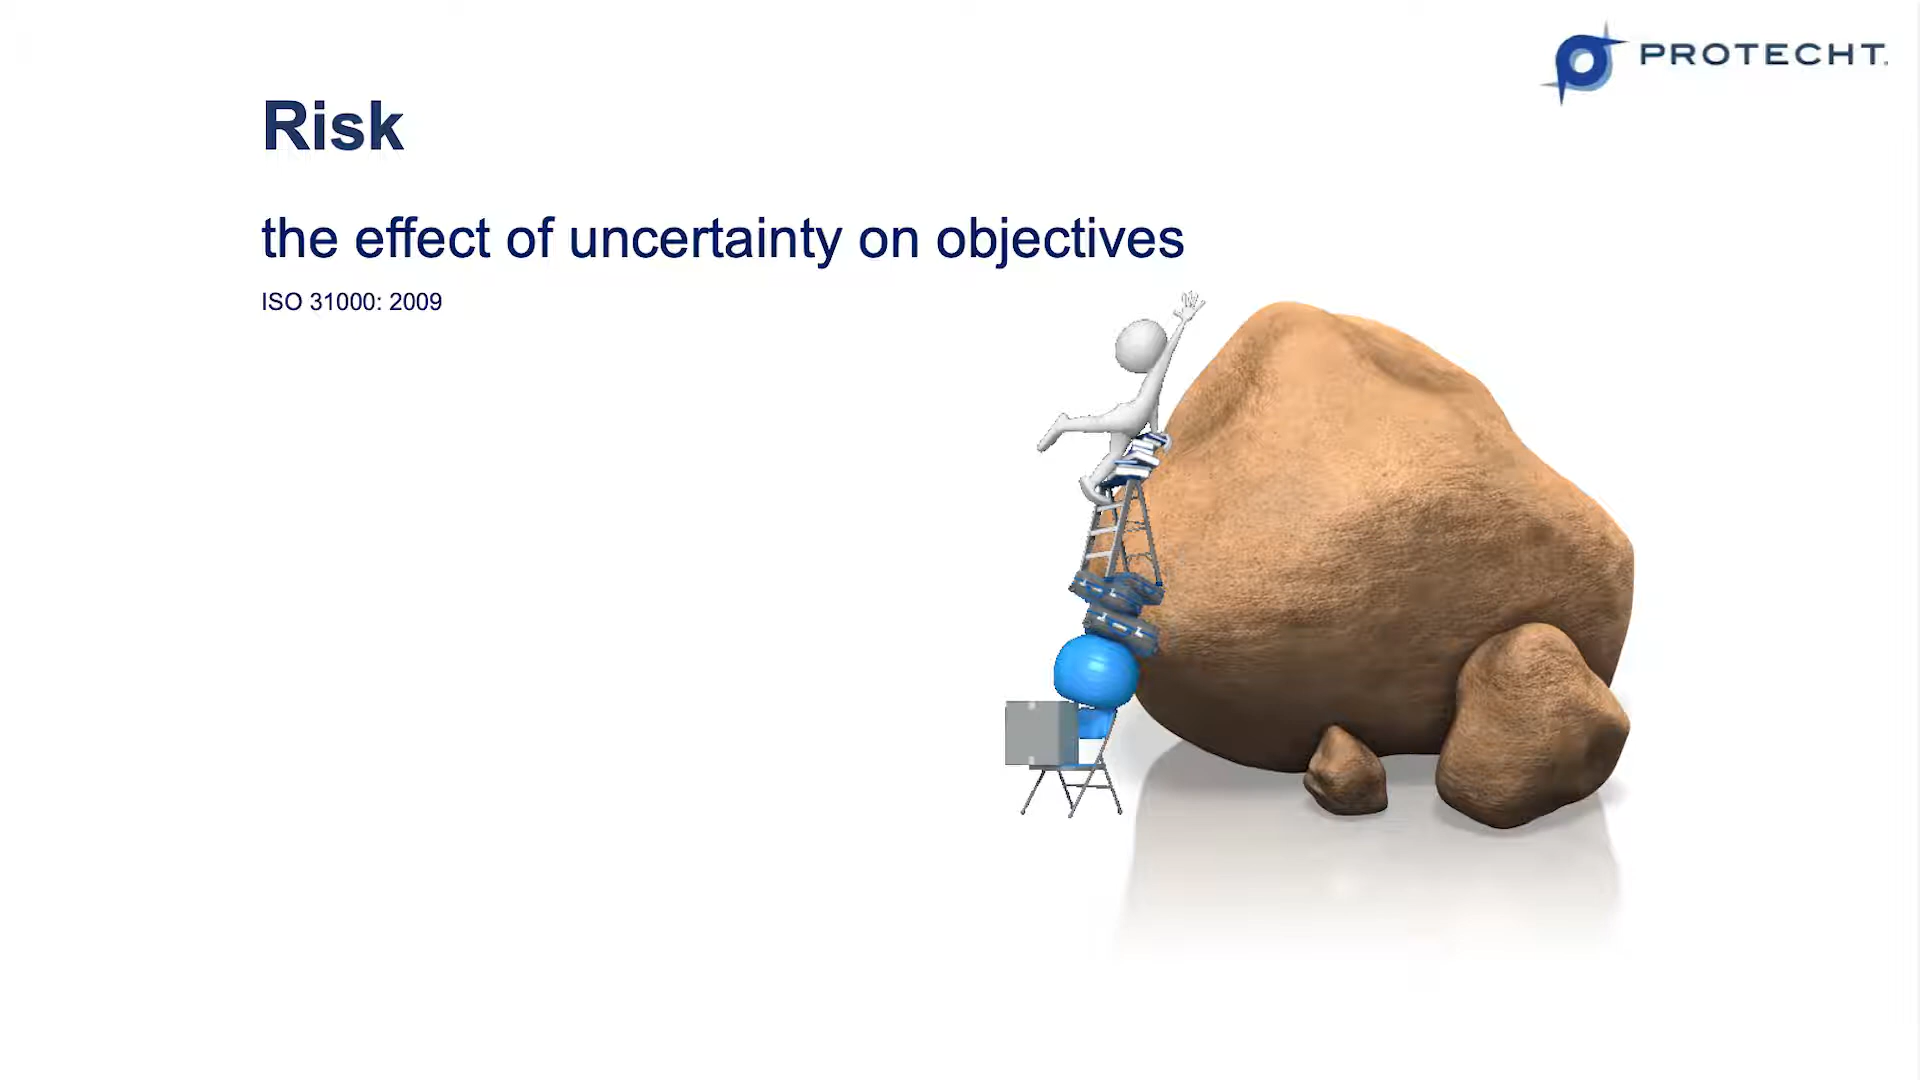 PROTECHT.
Risk
the effect of uncertainty on objectives
ISO 31000: 2009